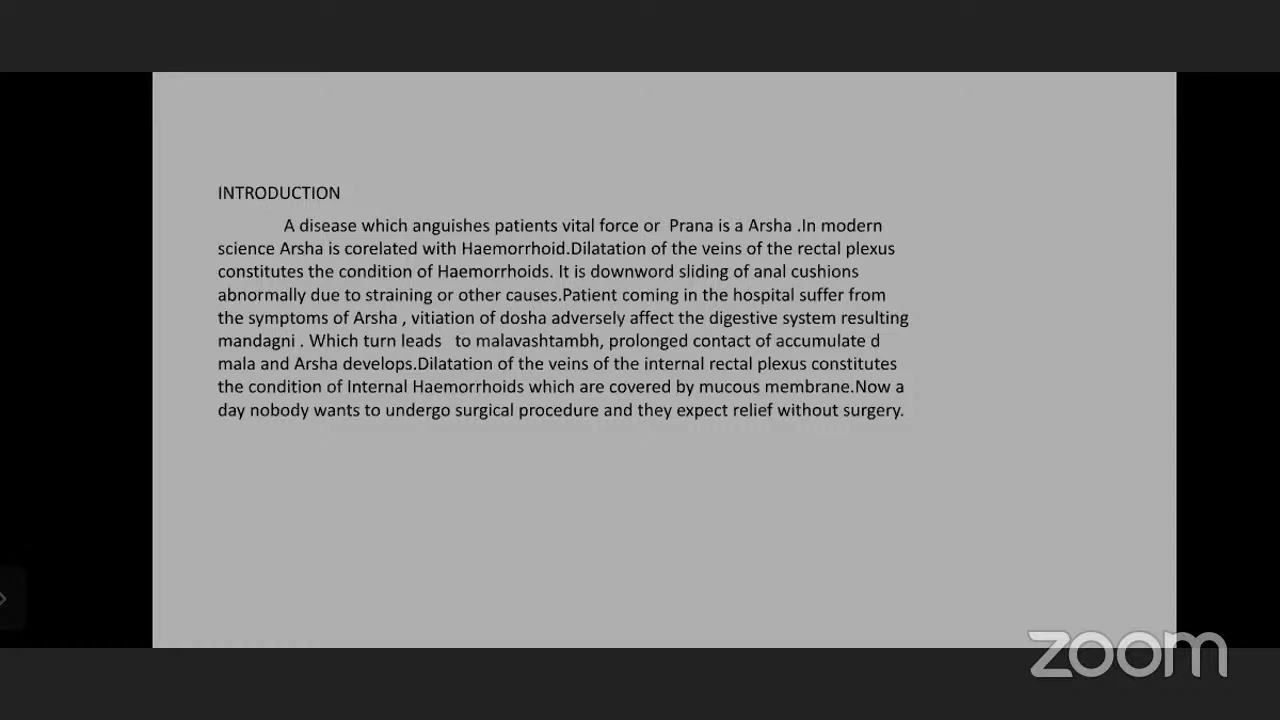 INTRODUCTION
A disease which anguishes patients vital force or Prana is a Arsha .In modern
science Arsha is corelated with Haemorrhoid.Dilatation of the veins of the rectal plexus
constitutes the condition of Haemorrhoids. It is downword sliding of anal cushions
abnormally due to straining or other causes.Patient coming in the hospital suffer from
the symptoms of Arsha , vitiation of dosha adversely affect the digestive system resulting
mandagni . Which turn leads to malavashtambh, prolonged contact of accumulate d
mala and Arsha develops.Dilatation of the veins of the internal rectal plexus constitutes
the condition of Internal Haemorrhoids which are covered by mucous membrane.Now a
day nobody wants to undergo surgical procedure and they expect relief without surgery.
zoom